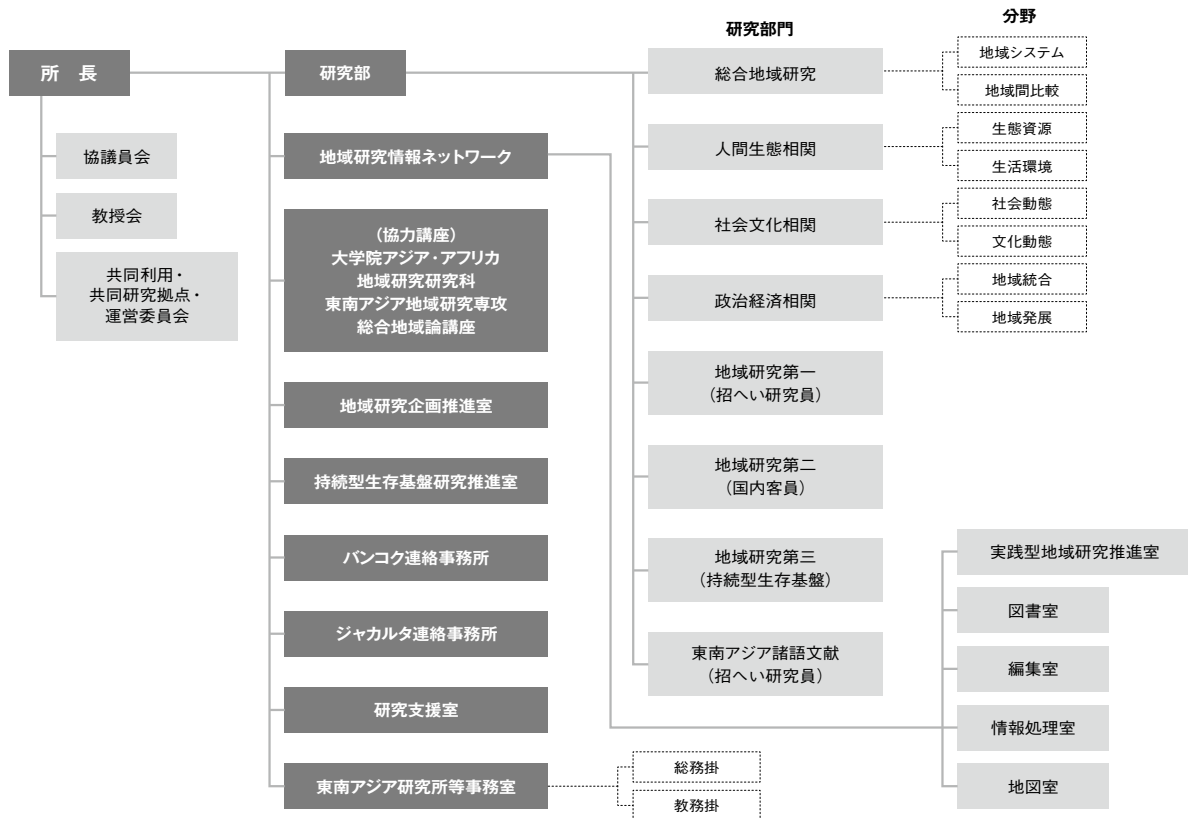 所　長
協議員会
教授会
共同利用・
共同研究拠点・
運営委員会
研究部
地域研究情報ネットワーク
（協力講座）
大学院アジア・アフリカ
地域研究研究科
東南アジア地域研究専攻
総合地域論講座
地域研究企画推進室
持続型生存基盤研究推進室
バンコク連絡事務所
ジャカルタ連絡事務所
研究支援室
東南アジア研究所等事務室
総務掛
教務掛
研究部門
総合地域研究
人間生態相関
社会文化相関
政治経済相関
地域研究第一
（招へい研究員）
地域研究第二
（国内客員）
地域研究第三
（持続型生存基盤）
東南アジア諸語文献
（招へい研究員）
分野
地域システム
地域間比較
生態資源
生活環境
社会動態
文化動態
地域統合
地域発展
実践型地域研究推進室
図書室
編集室
情報処理室
地図室